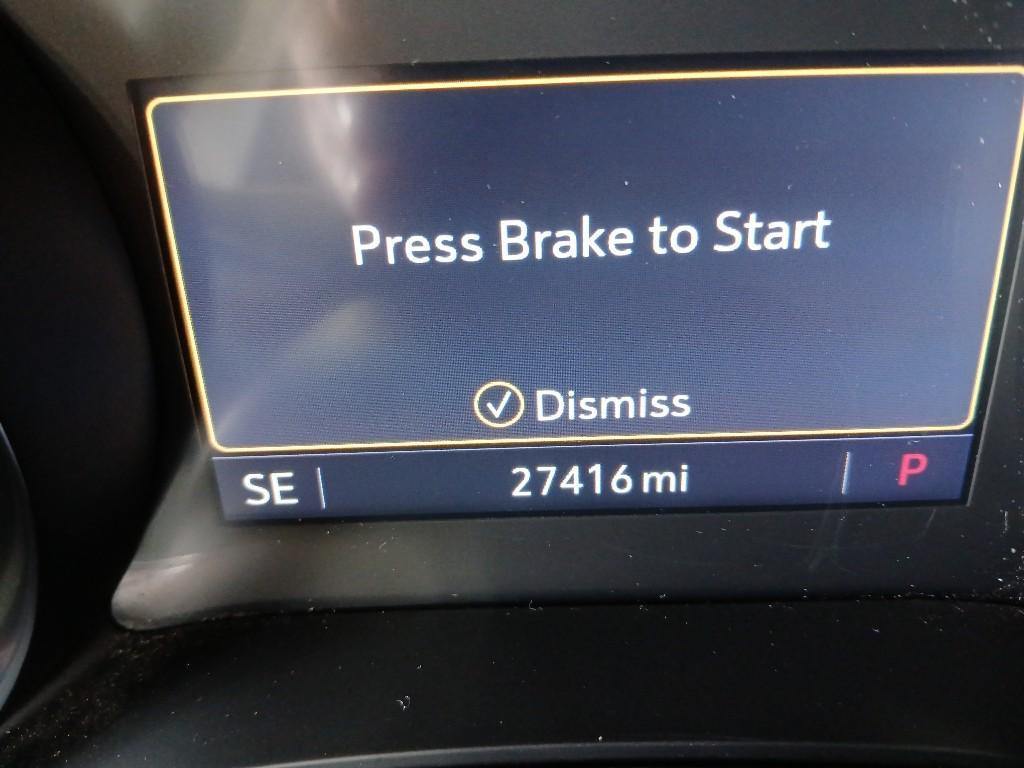 Press Brake to Start
Dismiss
SE 27416 mi P